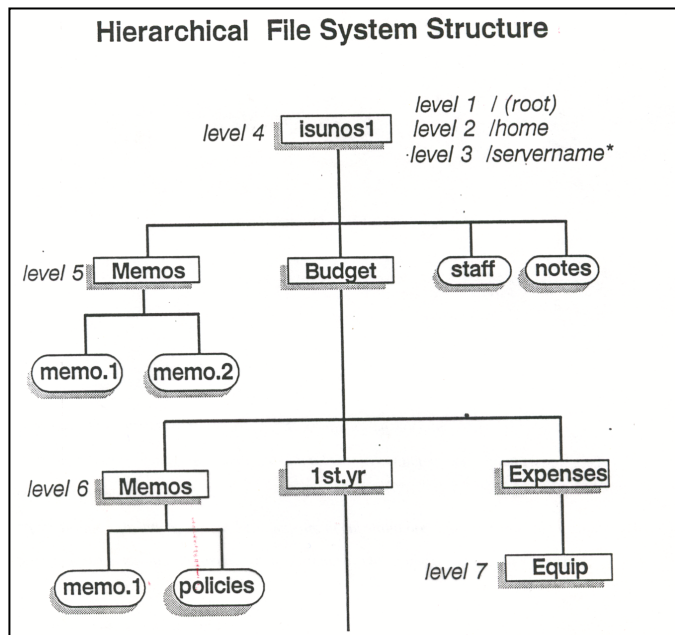 Hierarchical File System Structure
level 1 / (root)
level 4 isunos1 level 2 /home
level 3 /servername*
level 5 Memos Budget staff notes
memo.1 memo.2
level 6 Memos 1st.yr Expenses
memo.1 policies level 7 Equip